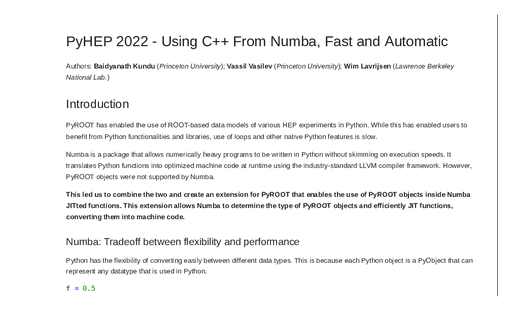 PyHEP 2022 - Using C++ From Numba, Fast and Automatic
Authors: Baidyanath Kundu (Princeton University); Vassil Vasilev (Princeton University); Wim Lavrijsen (Lawrence Berkeley
National Lab.)
Introduction
PyROOT has enabled the use of ROOT-based data models of various HEP experiments in Python. While this has enabled users to
benefit from Python functionalities and libraries, use of loops and other native Python features is slow.
Numba is a package that allows numerically heavy programs to be written in Python without skimming on execution speeds. It
translates Python functions into optimized machine code at runtime using the industry-standard LLVM compiler framework. However,
PyROOT objects were not supported by Numba.
This led us to combine the two and create an extension for PyROOT that enables the use of PyROOT objects inside Numba
JITted functions. This extension allows Numba to determine the type of PyROOT objects and efficiently JIT functions,
converting them into machine code.
Numba: Tradeoff between flexibility and performance
Python has the flexibility of converting easily between different data types. This is because each Python object is a PyObject that can
represent any datatype that is used in Python.
f = 0.5